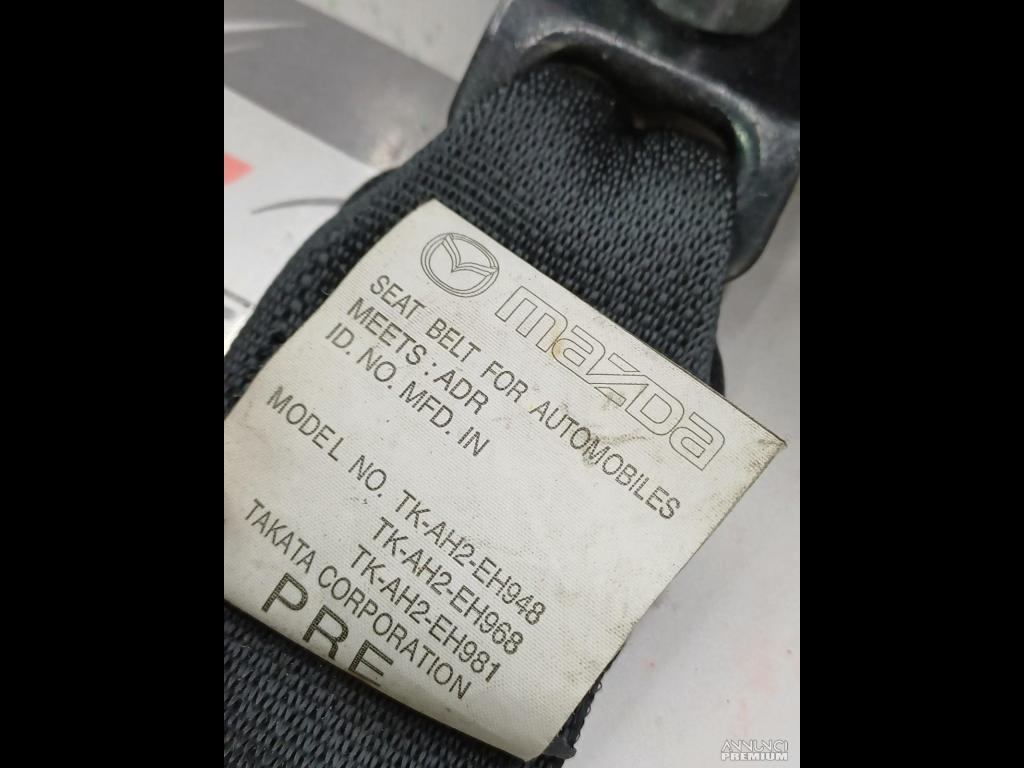 mazda
SEAT BELT FOR AUTOMOBILES
MEETS : ADR
ID. NO. MFD. IN
MODEL NO. TK-AH2-EH948
TK-AH2-EH968
TK-AH2-EH981
TAKATA CORPORATION
PRE
ANNUNCI
PREMIUM